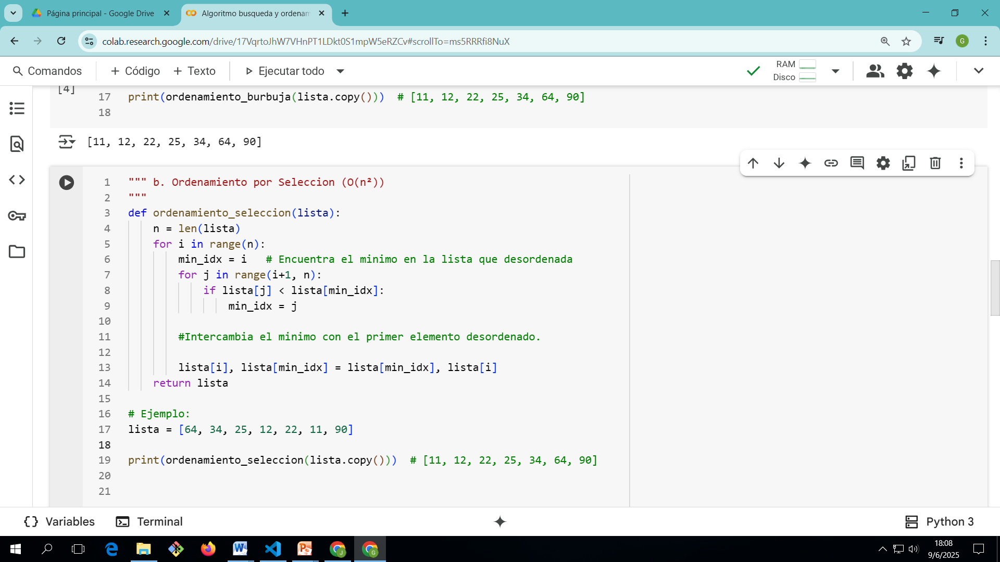 Página principal - Google Drive
Algoritmo busqueda y ordenam
colab.research.google.com/drive/17VqrtoJhW7VHnPT1LDkt0S1mpW5eRZCv#scrollTo=ms5RRRfi8NuX
G
Comandos
+ Código
+ Texto
Ejecutar todo
RAM
Disco
[4]
17 print(ordenamiento_burbuja(lista.copy()))  # [11, 12, 22, 25, 34, 64, 90]
18
[11, 12, 22, 25, 34, 64, 90]
1 """ b. Ordenamiento por Seleccion (O(n²))
2 """
3 def ordenamiento_seleccion(lista):
4     n = len(lista)
5     for i in range(n):
6         min_idx = i   # Encuentra el minimo en la lista que desordenada
7         for j in range(i+1, n):
8             if lista[j] < lista[min_idx]:
9                 min_idx = j
10
11         #Intercambia el minimo con el primer elemento desordenado.
12
13         lista[i], lista[min_idx] = lista[min_idx], lista[i]
14     return lista
15
16 # Ejemplo:
17 lista = [64, 34, 25, 12, 22, 11, 90]
18
19 print(ordenamiento_seleccion(lista.copy()))  # [11, 12, 22, 25, 34, 64, 90]
20
21
{} Variables
Terminal
Python 3
18:08
9/6/2025